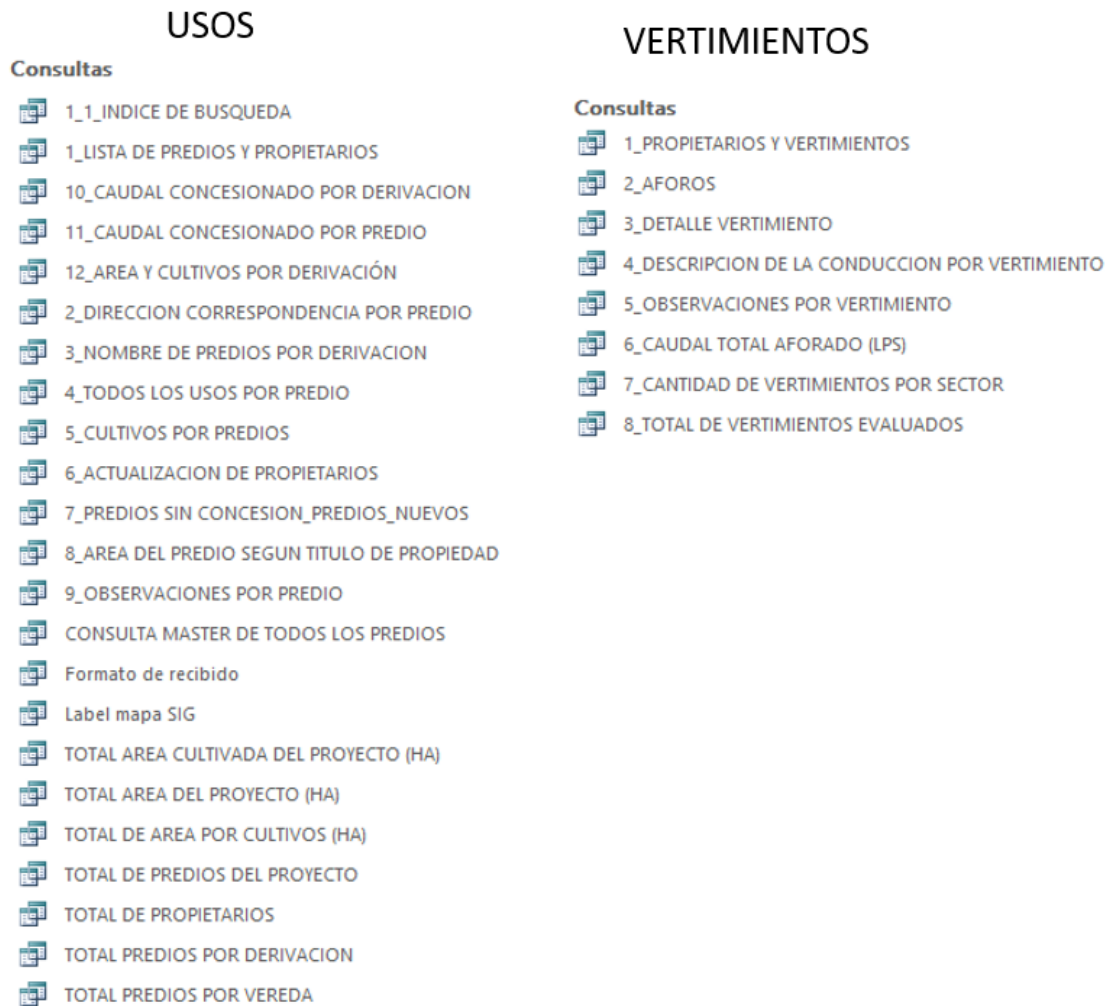 USOS
Consultas
1_1_INDICE DE BUSQUEDA
1_LISTA DE PREDIOS Y PROPIETARIOS
10_CAUDAL CONCESIONADO POR DERIVACION
11_CAUDAL CONCESIONADO POR PREDIO
12_AREA Y CULTIVOS POR DERIVACIÓN
2_DIRECCION CORRESPONDENCIA POR PREDIO
3_NOMBRE DE PREDIOS POR DERIVACION
4_TODOS LOS USOS POR PREDIO
5_CULTIVOS POR PREDIOS
6_ACTUALIZACION DE PROPIETARIOS
7_PREDIOS SIN CONCESION_PREDIOS_NUEVOS
8_AREA DEL PREDIO SEGUN TITULO DE PROPIEDAD
9_OBSERVACIONES POR PREDIO
CONSULTA MASTER DE TODOS LOS PREDIOS
Formato de recibido
Label mapa SIG
TOTAL AREA CULTIVADA DEL PROYECTO (HA)
TOTAL AREA DEL PROYECTO (HA)
TOTAL DE AREA POR CULTIVOS (HA)
TOTAL DE PREDIOS DEL PROYECTO
TOTAL DE PROPIETARIOS
TOTAL PREDIOS POR DERIVACION
TOTAL PREDIOS POR VEREDA
VERTIMIENTOS
Consultas
1_PROPIETARIOS Y VERTIMIENTOS
2_AFOROS
3_DETALLE VERTIMIENTO
4_DESCRIPCION DE LA CONDUCCION POR VERTIMIENTO
5_OBSERVACIONES POR VERTIMIENTO
6_CAUDAL TOTAL AFORADO (LPS)
7_CANTIDAD DE VERTIMIENTOS POR SECTOR
8_TOTAL DE VERTIMIENTOS EVALUADOS